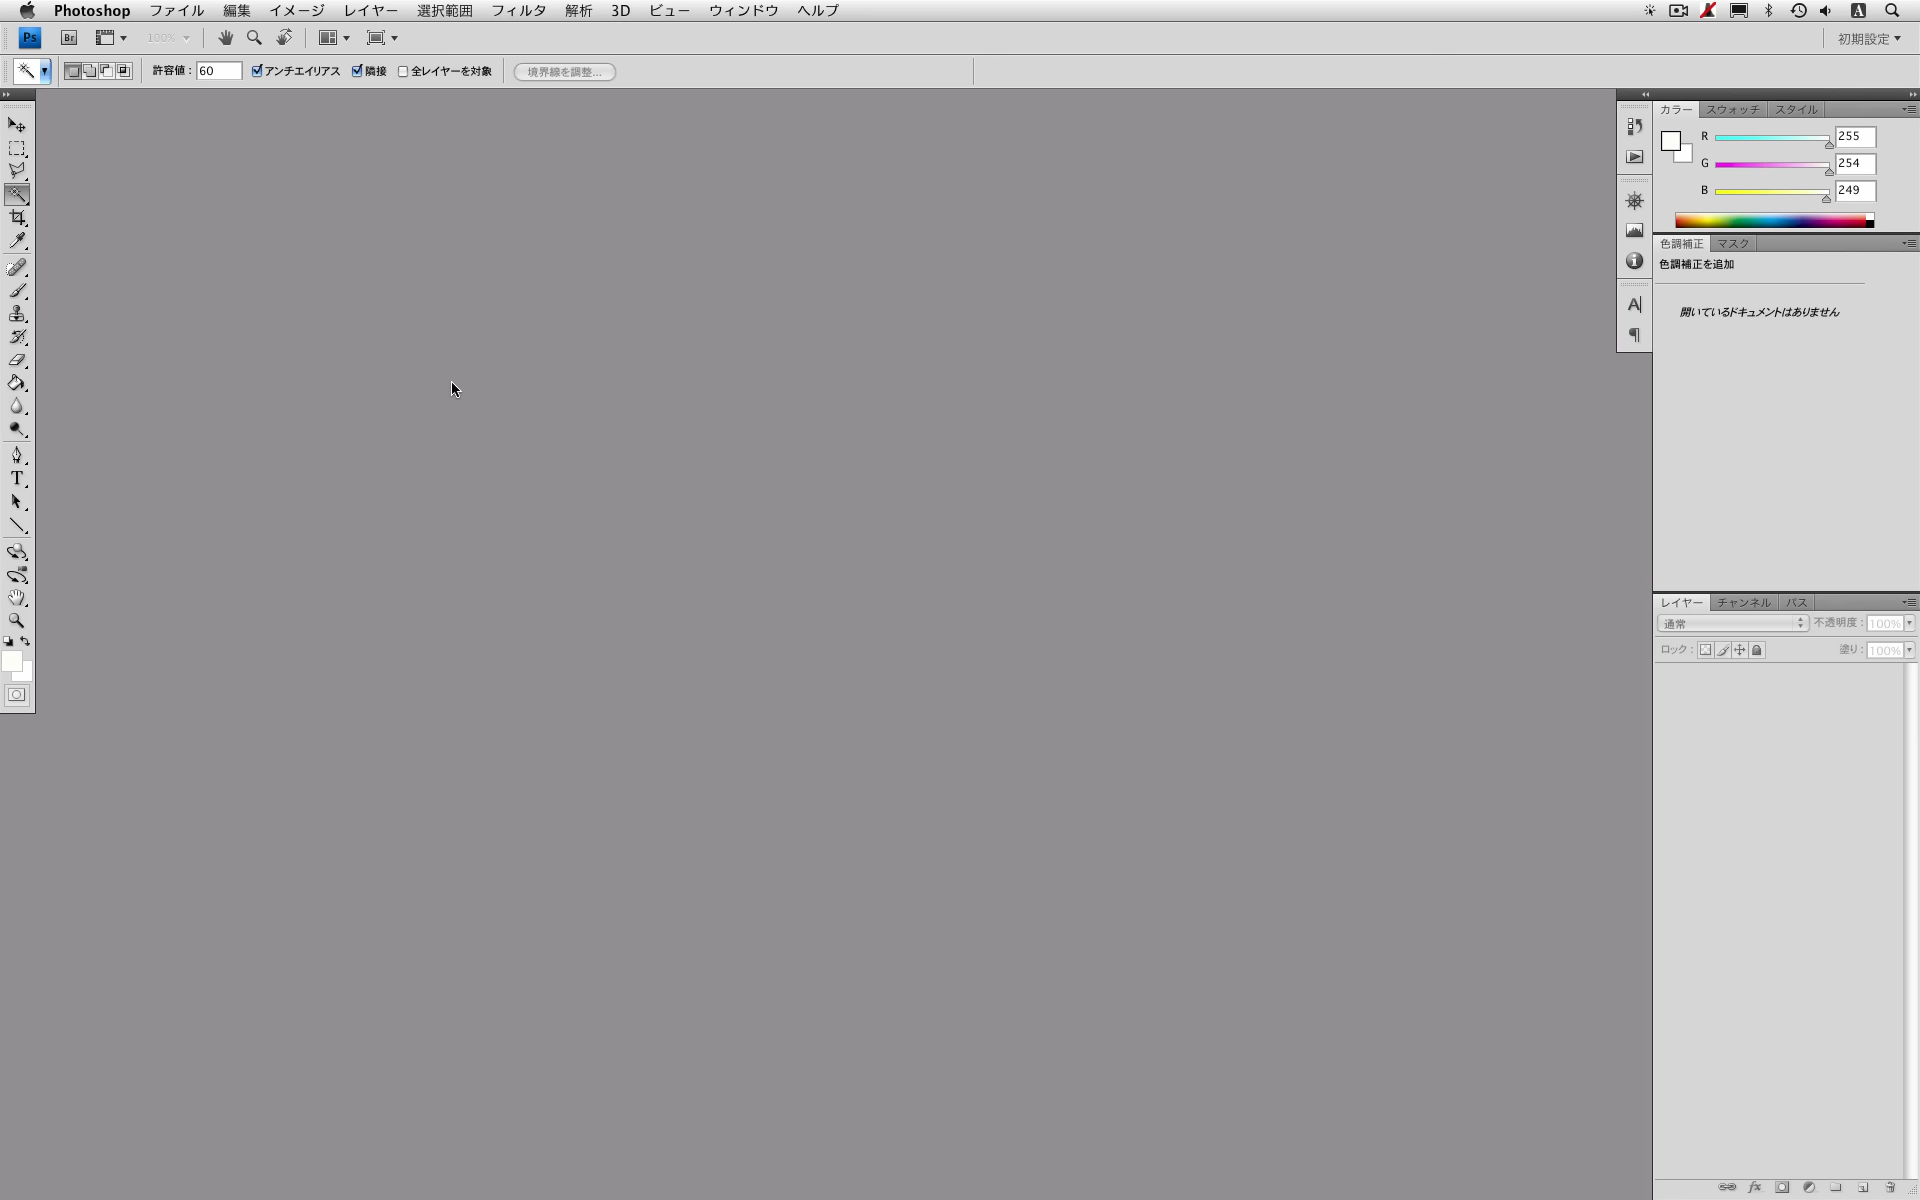 Photoshop ファイル 編集 イメージ レイヤー 選択範囲 フィルタ 解析 3D ビュー ウィンドウ ヘルプ A
Ps Br 100% 初期設定
許容値 : 60 アンチエイリアス 隣接 全レイヤーを対象 境界線を調整...
カラー スウォッチ スタイル
R 255
G 254
B 249
色調補正 マスク
色調補正を追加
開いているドキュメントはありません
A
T
レイヤー チャンネル パス
通常 不透明度 : 100%
ロック : 塗り : 100%
fx